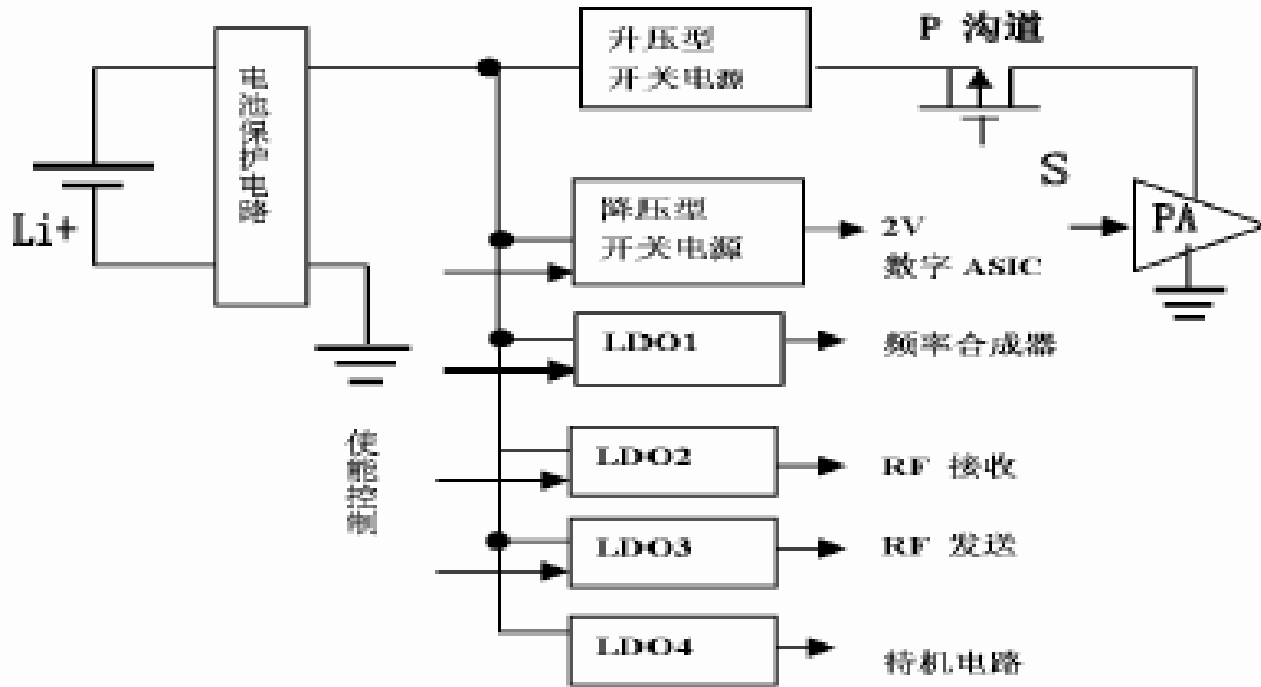 升压型
开关电源
P 沟道
电池保护电路
Li+
降压型
开关电源
2V
数字 ASIC
S
PA
LDO1
频率合成器
使能控制
LDO2
RF 接收
LDO3
RF 发送
LDO4
待机电路